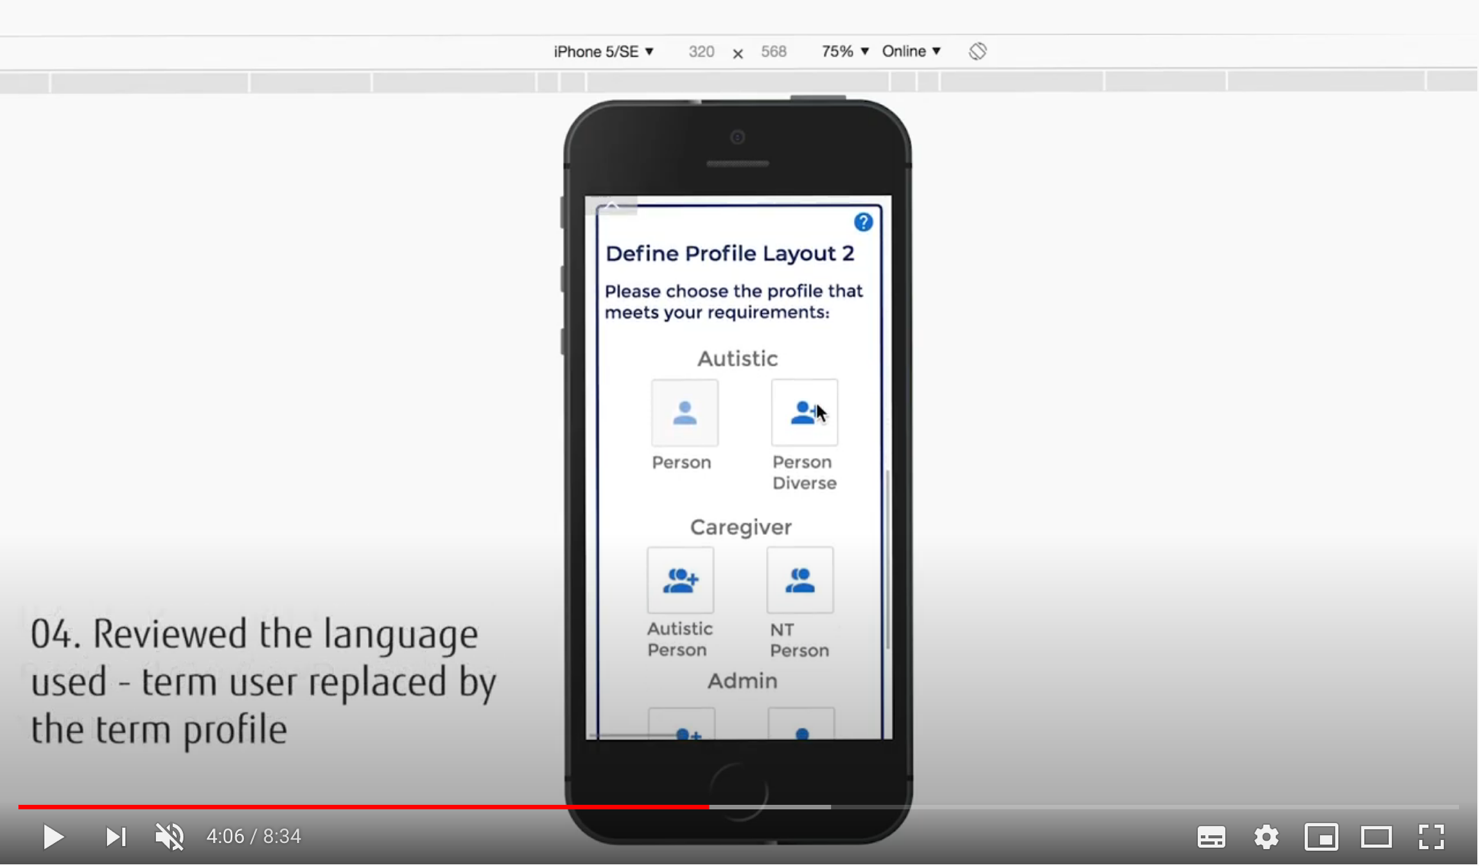 iPhone 5/SE ▼ 320 × 568 75% ▼ Online ▼
?
Define Profile Layout 2
Please choose the profile that
meets your requirements:
Autistic
Person
Person
Diverse
Caregiver
Autistic
Person
NT
Person
Admin
04. Reviewed the language
used - term user replaced by
the term profile
4:06 / 8:34